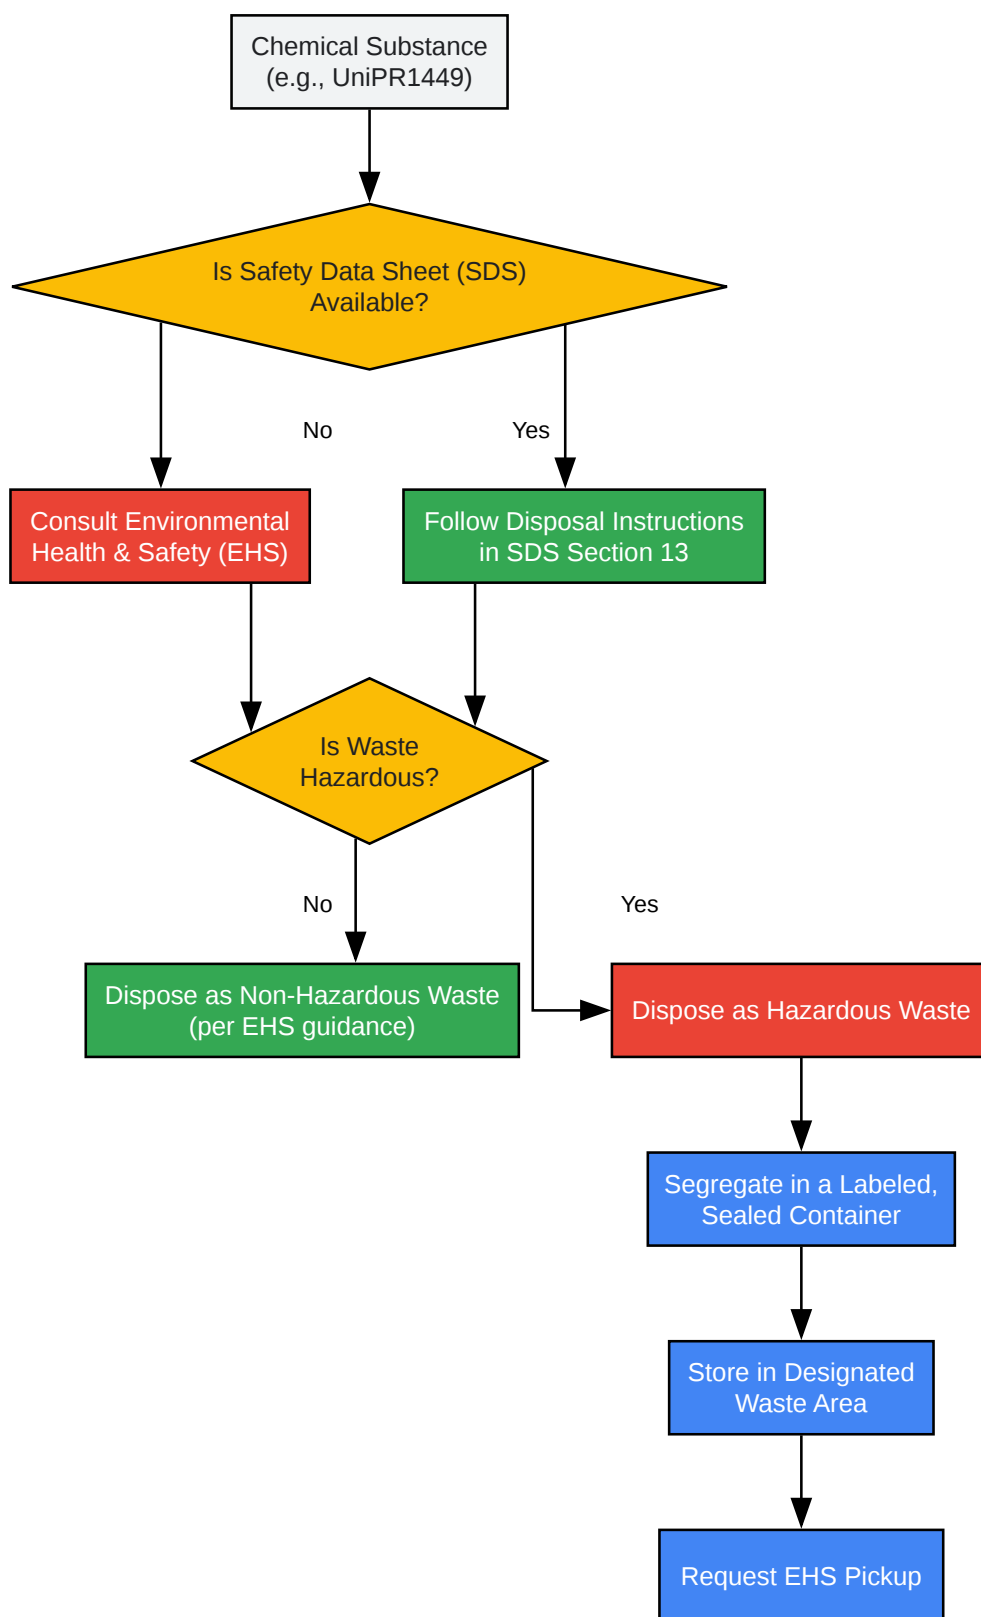 Chemical Substance
(e.g., UniPR1449)
Is Safety Data Sheet (SDS)
Available?
No
Yes
Consult Environmental
Health & Safety (EHS)
Follow Disposal Instructions
in SDS Section 13
Is Waste
Hazardous?
No
Yes
Dispose as Non-Hazardous Waste
(per EHS guidance)
Dispose as Hazardous Waste
Segregate in a Labeled,
Sealed Container
Store in Designated
Waste Area
Request EHS Pickup